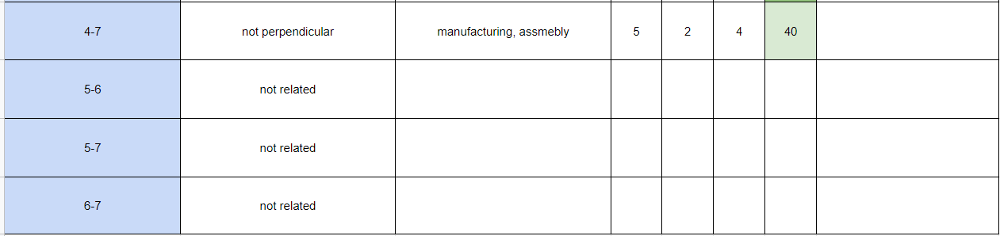 4-7 not perpendicular manufacturing, assmebly 5 2 4 40
5-6 not related
5-7 not related
6-7 not related